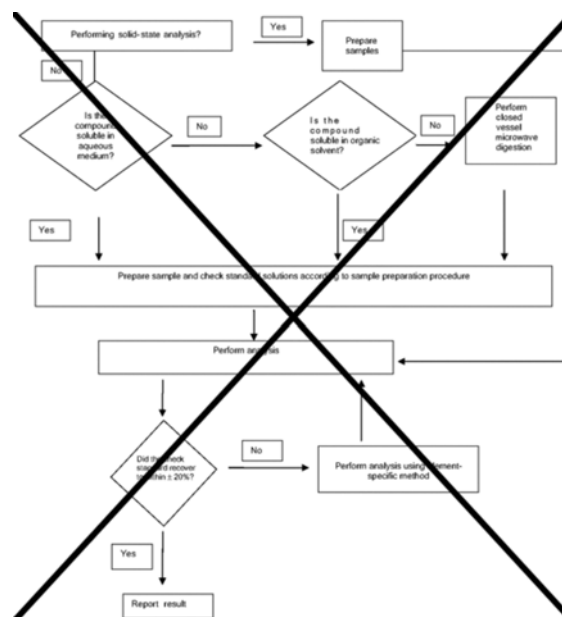 Performing solid-state analysis?
Yes
Prepare
samples
No
Is the
compound
soluble in
aqueous
medium?
No
Is the
compound
soluble in organic
solvent?
No
Perform
closed
vessel
microwave
digestion
Yes
Yes
Prepare sample and check standard solutions according to sample preparation procedure
Perform analysis
Did the check
standard recover
to within ± 20%?
No
Perform analysis using element-
specific method
Yes
Report result